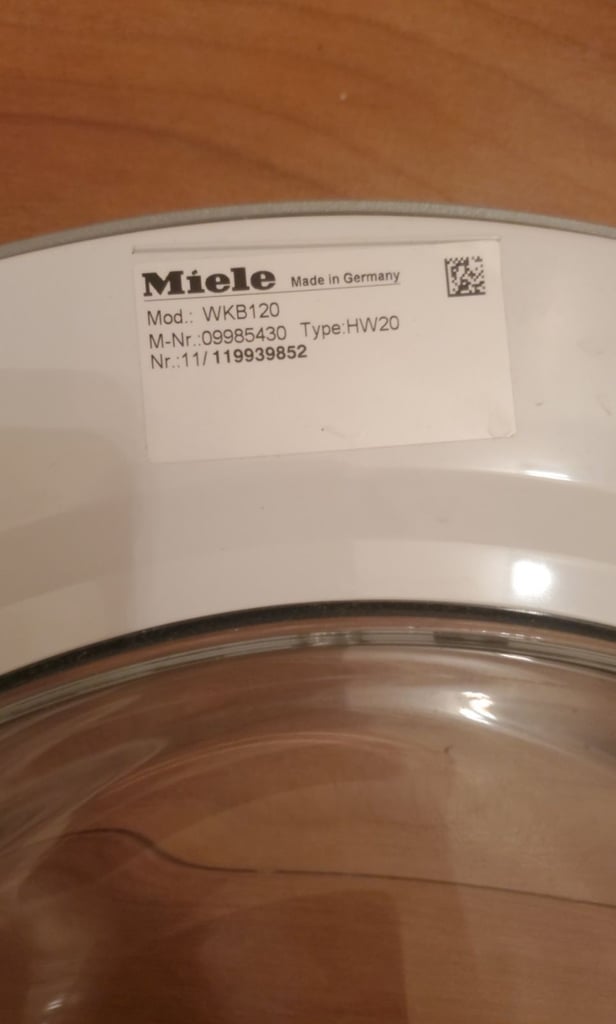 Miele Made in Germany
Mod.: WKB120
M-Nr.:09985430 Type:HW20
Nr.:11/ 119939852